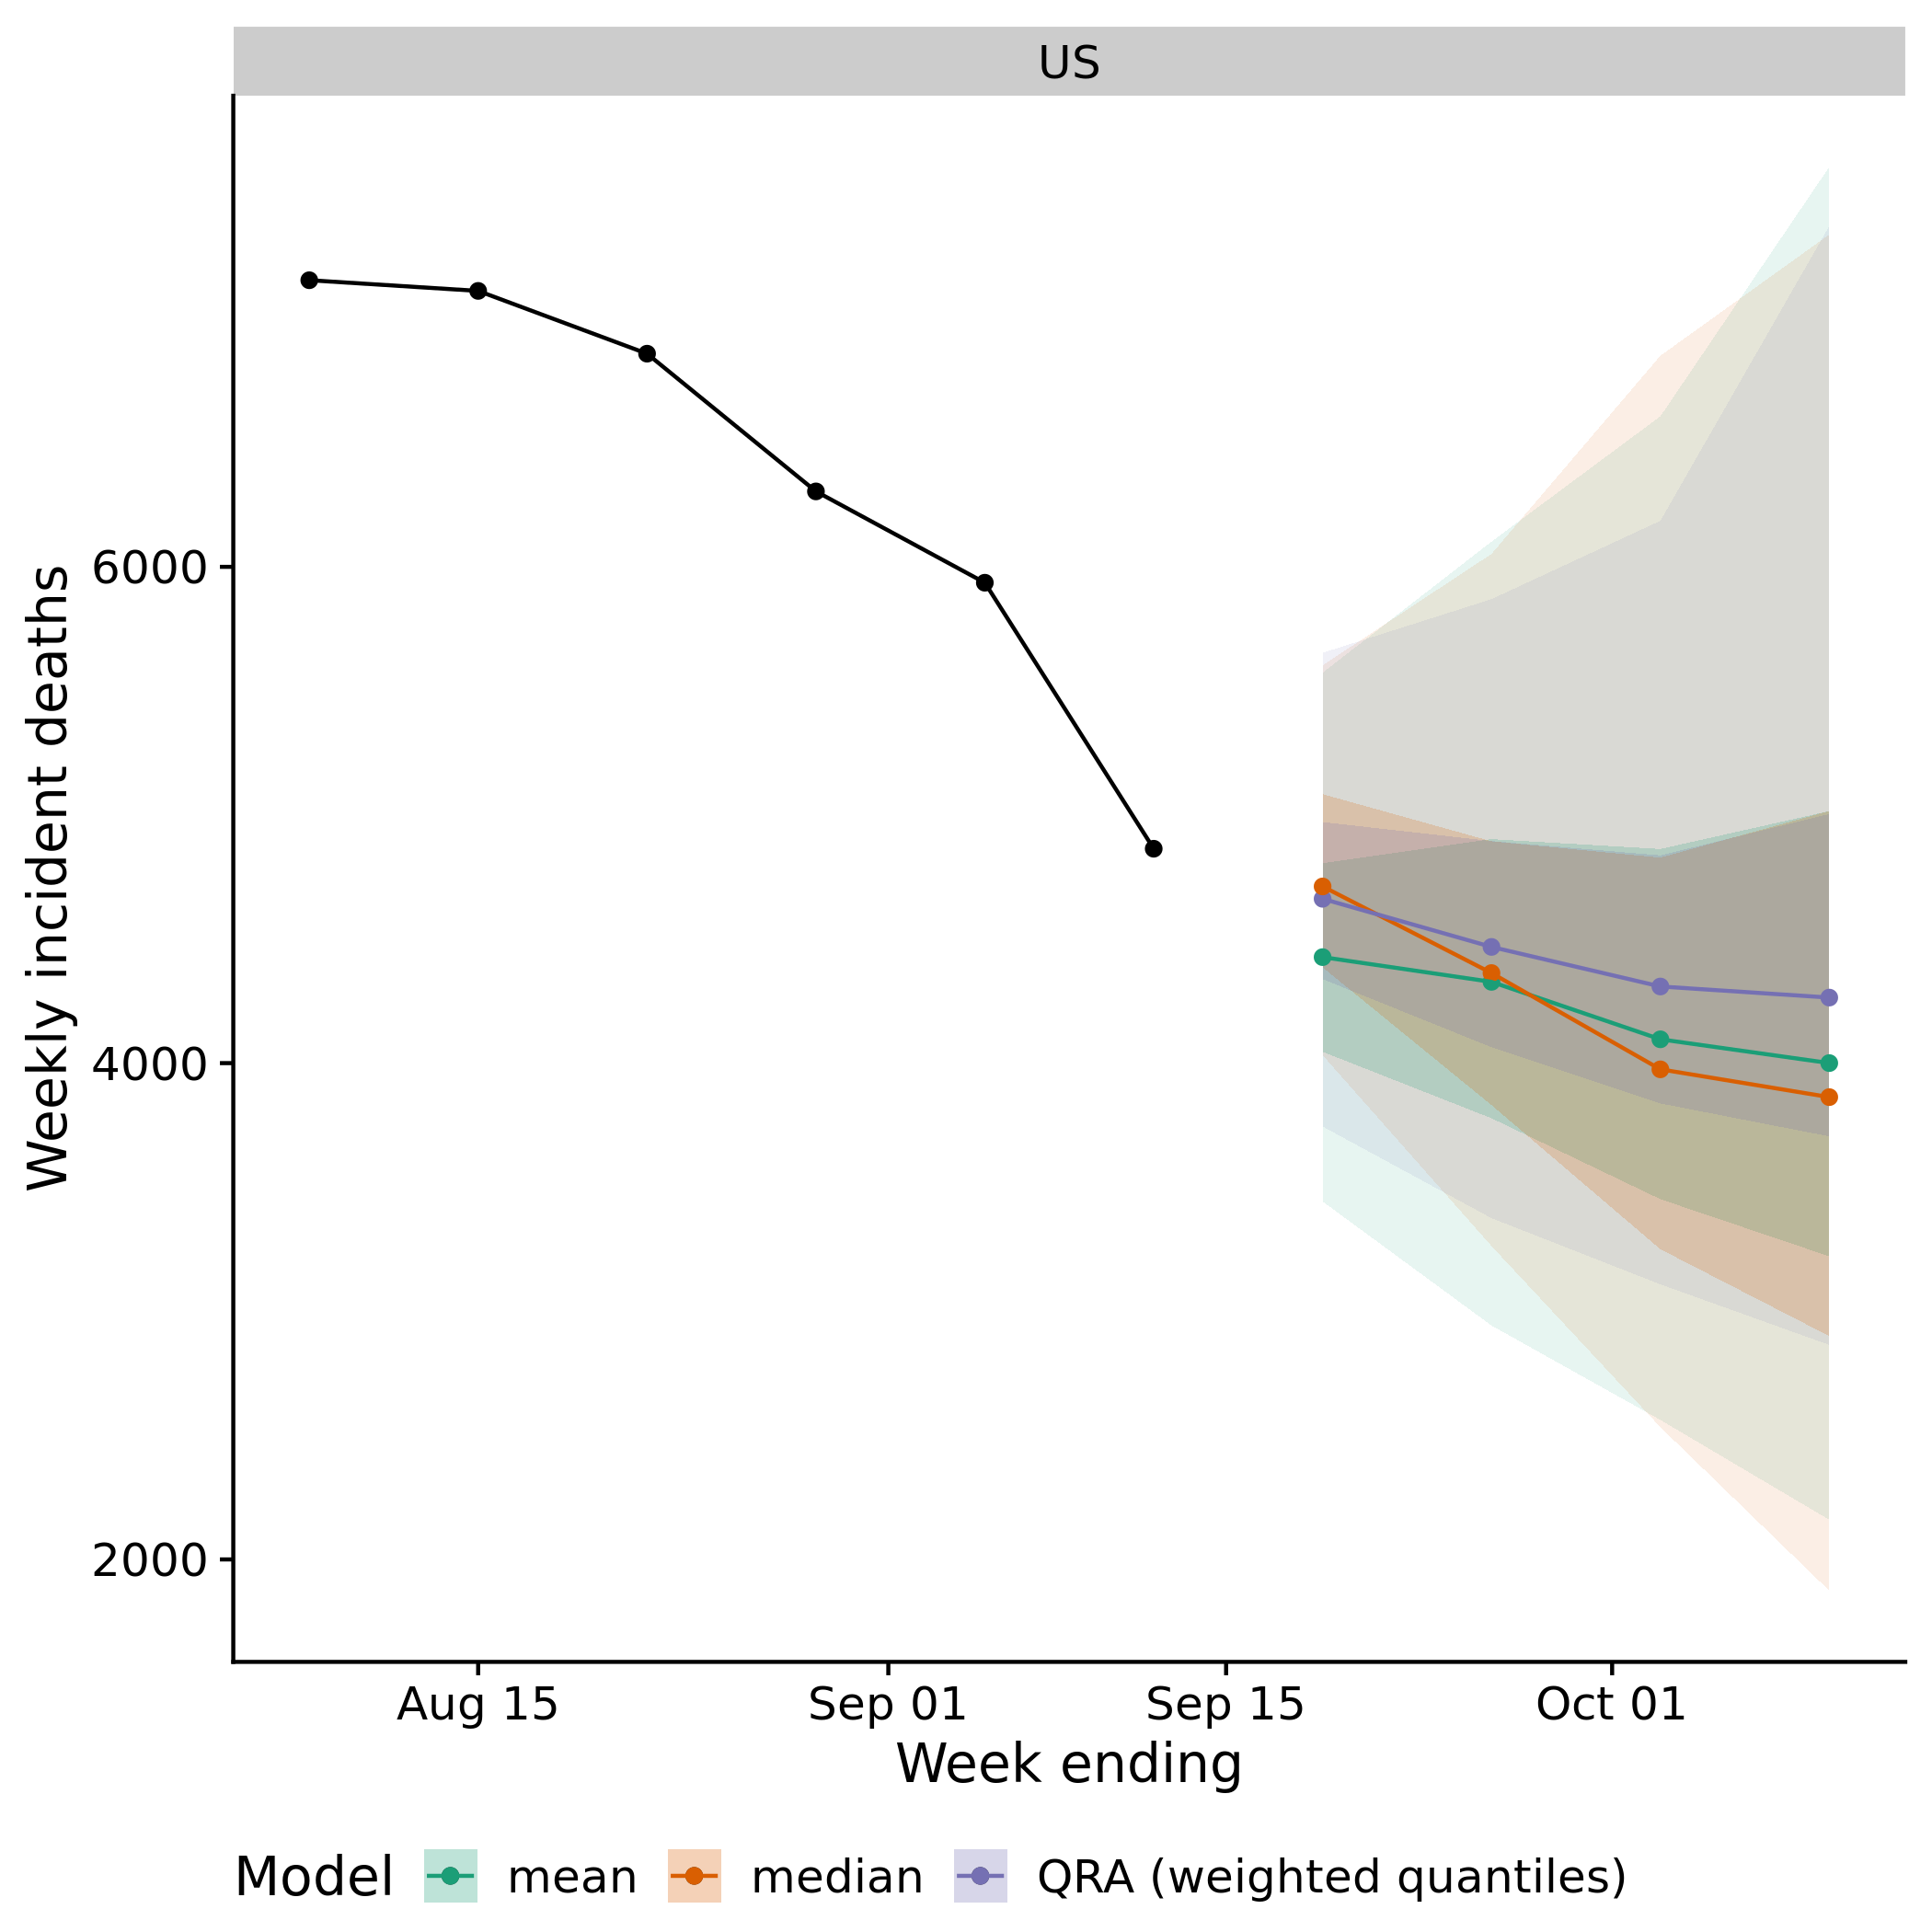 US
Weekly incident deaths
6000
4000
2000
Aug 15 Sep 01 Sep 15 Oct 01
Week ending
Model mean median QRA (weighted quantiles)